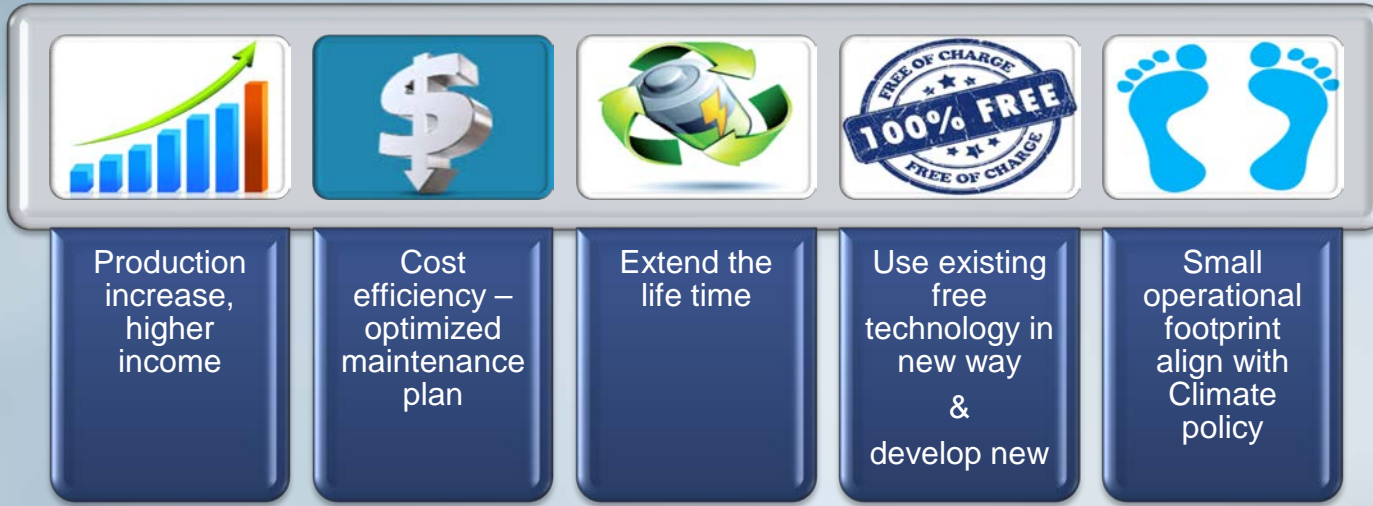 FREE OF CHARGE
100% FREE
FREE OF CHARGE
Production
increase,
higher
income
Cost
efficiency –
optimized
maintenance
plan
Extend the
life time
Use existing
free
technology in
new way
&
develop new
Small
operational
footprint
align with
Climate
policy